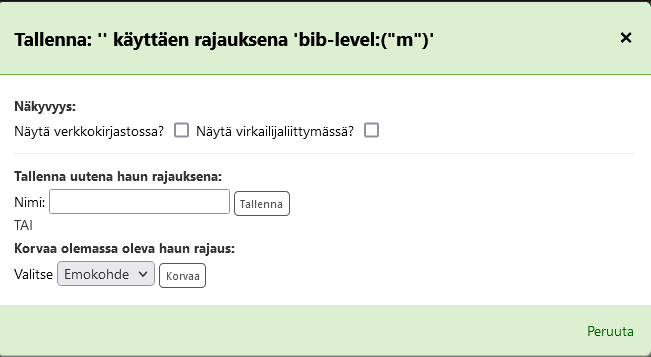 Tallenna: '' käyttäen rajauksena 'bib-level:("m")' ×
Näkyvyys:
Näytä verkkokirjastossa? Näytä virkailijaliittymässä?
Tallenna uutena haun rajauksena:
Nimi: Tallenna
TAI
Korvaa olemassa oleva haun rajaus:
Valitse Emokohde Korvaa
Peruuta